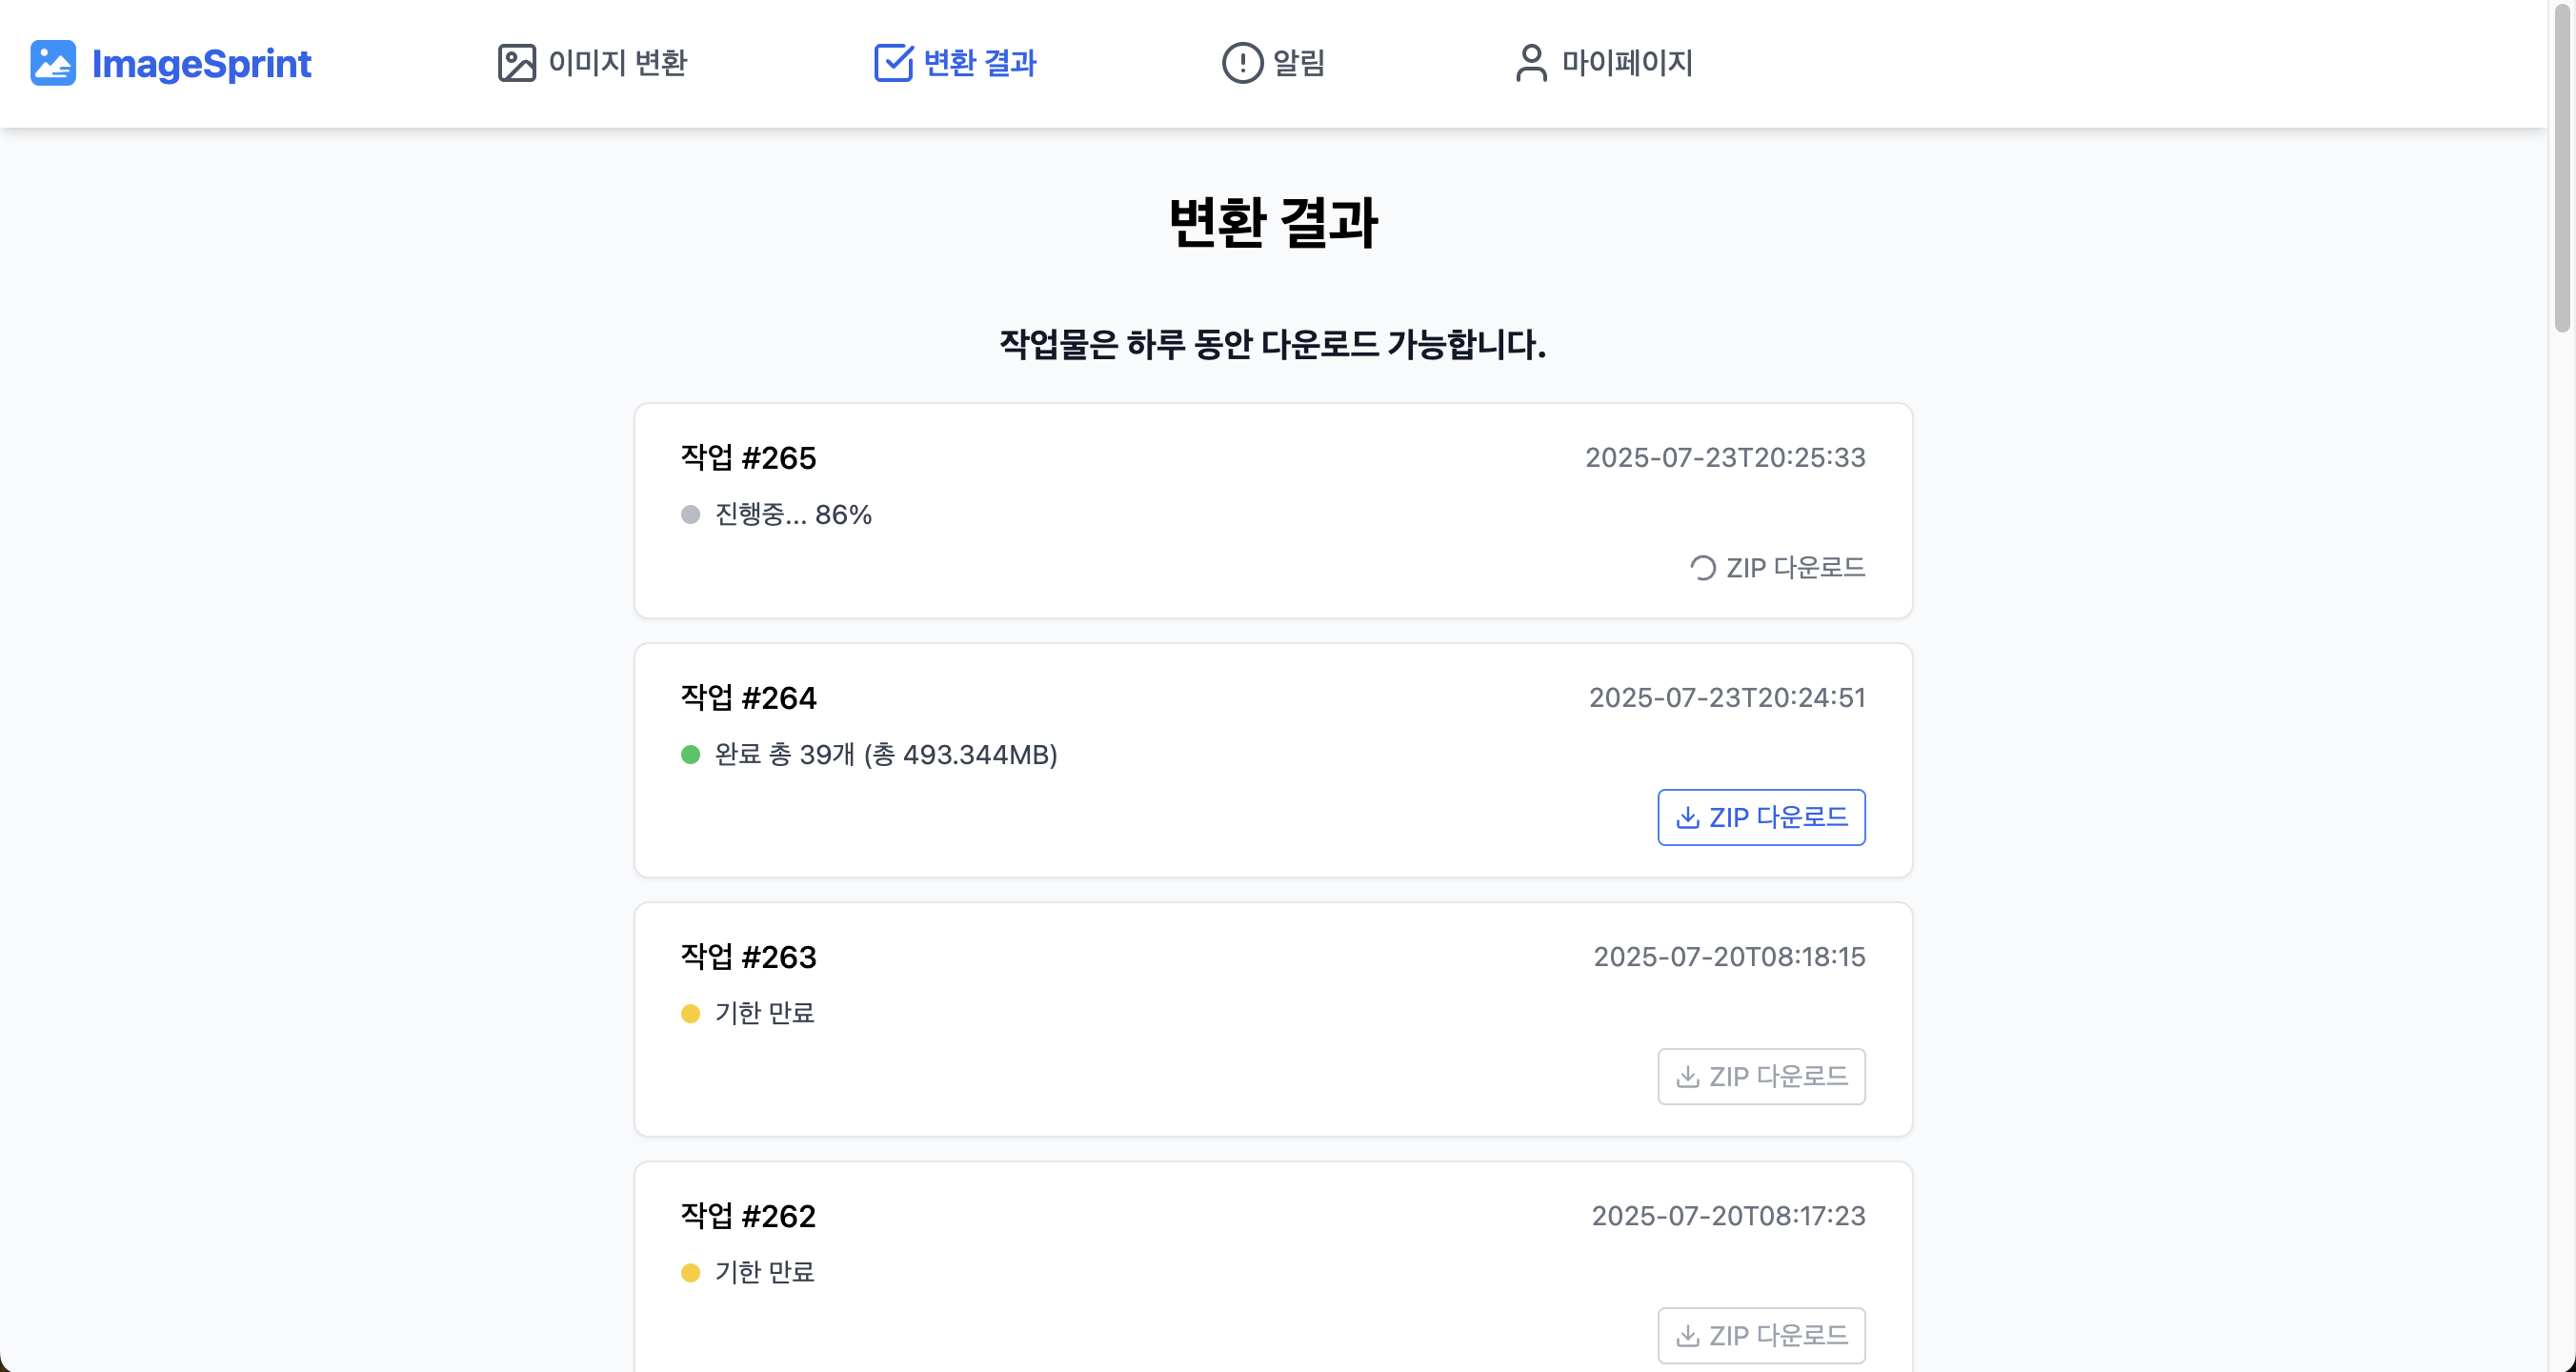 ImageSprint 이미지 변환 변환 결과 알림 마이페이지
변환 결과
작업물은 하루 동안 다운로드 가능합니다.
작업 #265 2025-07-23T20:25:33
진행중... 86%
ZIP 다운로드
작업 #264 2025-07-23T20:24:51
완료 총 39개 (총 493.344MB)
ZIP 다운로드
작업 #263 2025-07-20T08:18:15
기한 만료
ZIP 다운로드
작업 #262 2025-07-20T08:17:23
기한 만료
ZIP 다운로드